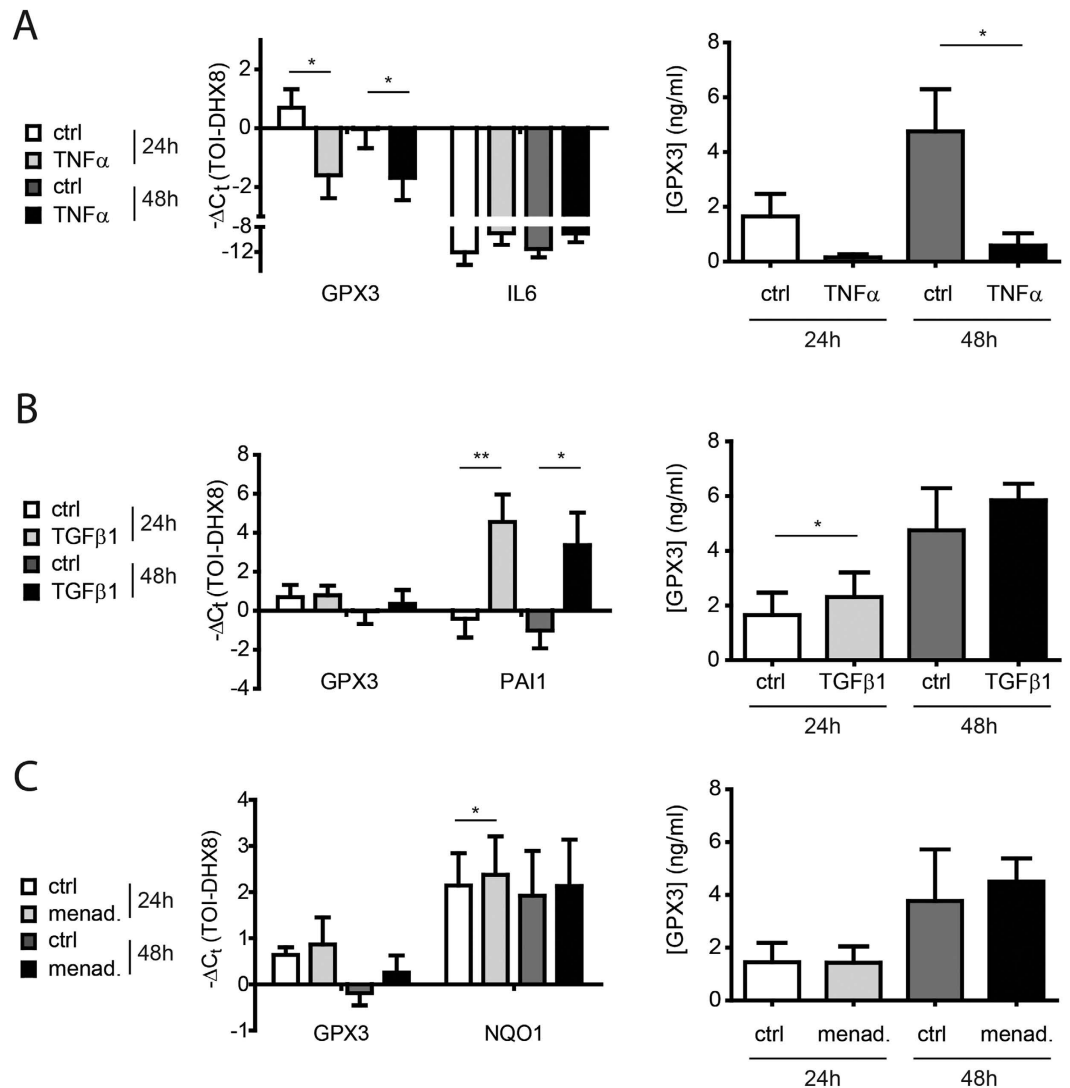 A
ctrl
TNFα
24h
ctrl
TNFα
48h
-ΔCt (TOI-DHX8)
2
0
-2
-8
-12
*
*
GPX3
IL6
[GPX3] (ng/ml)
8
6
4
2
0
*
ctrl
TNFα
ctrl
TNFα
24h
48h
B
ctrl
TGFβ1
24h
ctrl
TGFβ1
48h
-ΔCt (TOI-DHX8)
8
6
4
2
0
-2
-4
**
*
GPX3
PAI1
[GPX3] (ng/ml)
8
6
4
2
0
*
ctrl
TGFβ1
ctrl
TGFβ1
24h
48h
C
ctrl
menad.
24h
ctrl
menad.
48h
-ΔCt (TOI-DHX8)
4
3
2
1
0
-1
*
GPX3
NQO1
[GPX3] (ng/ml)
8
6
4
2
0
ctrl
menad.
ctrl
menad.
24h
48h